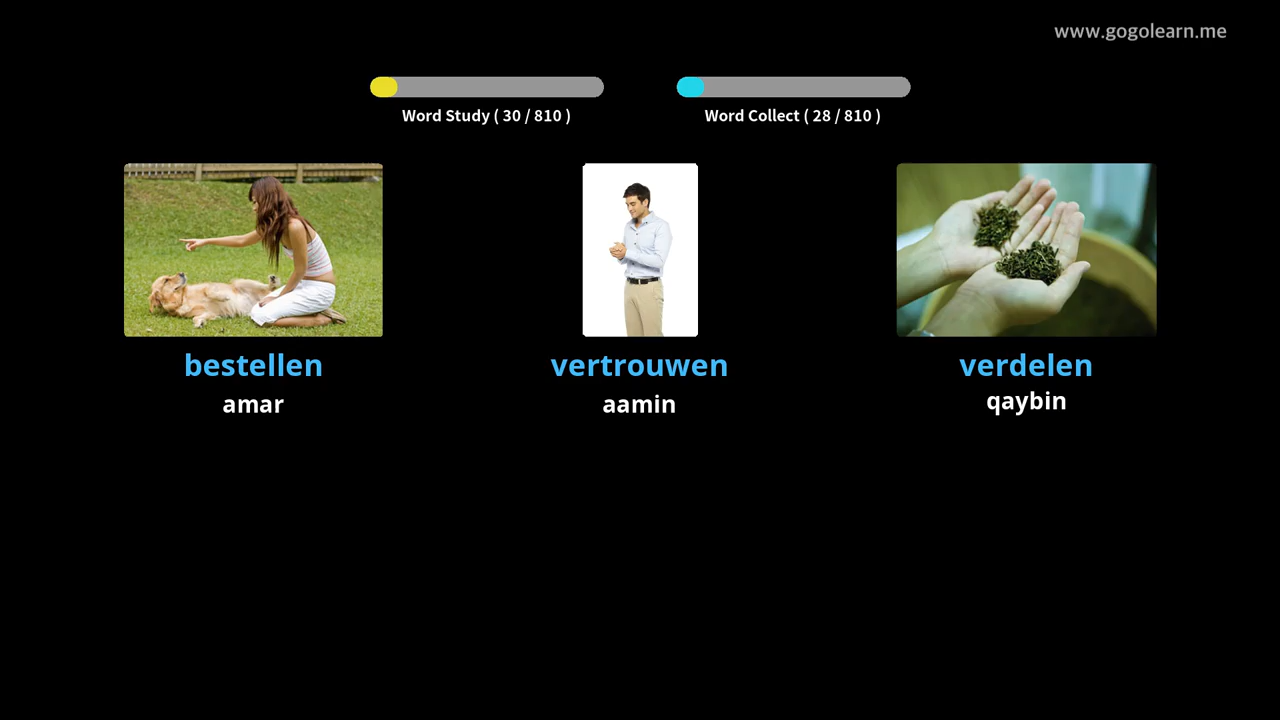 www.gogolearn.me
Word Study ( 30 / 810 )
Word Collect ( 28 / 810 )
bestellen
amar
vertrouwen
aamin
verdelen
qaybin